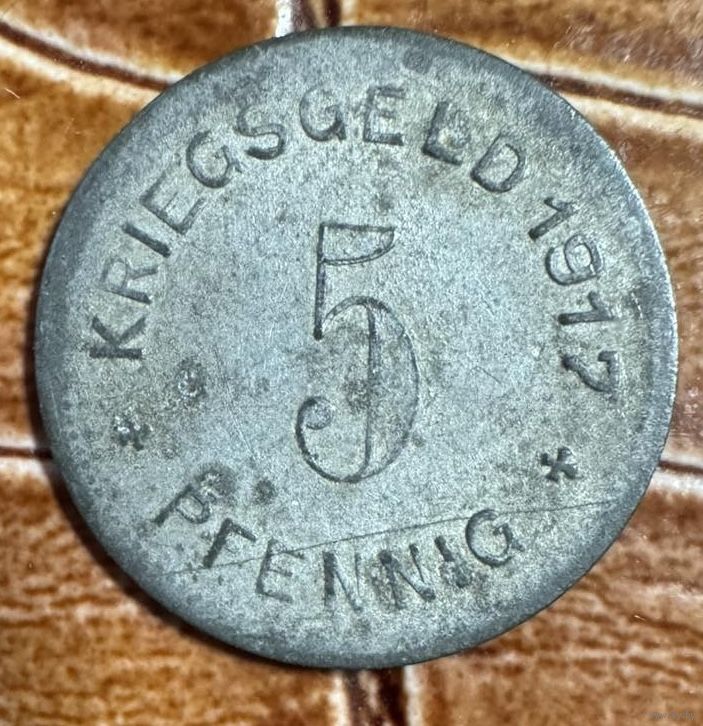 KRIEGSGELD 1917
5
* PFENNIG *